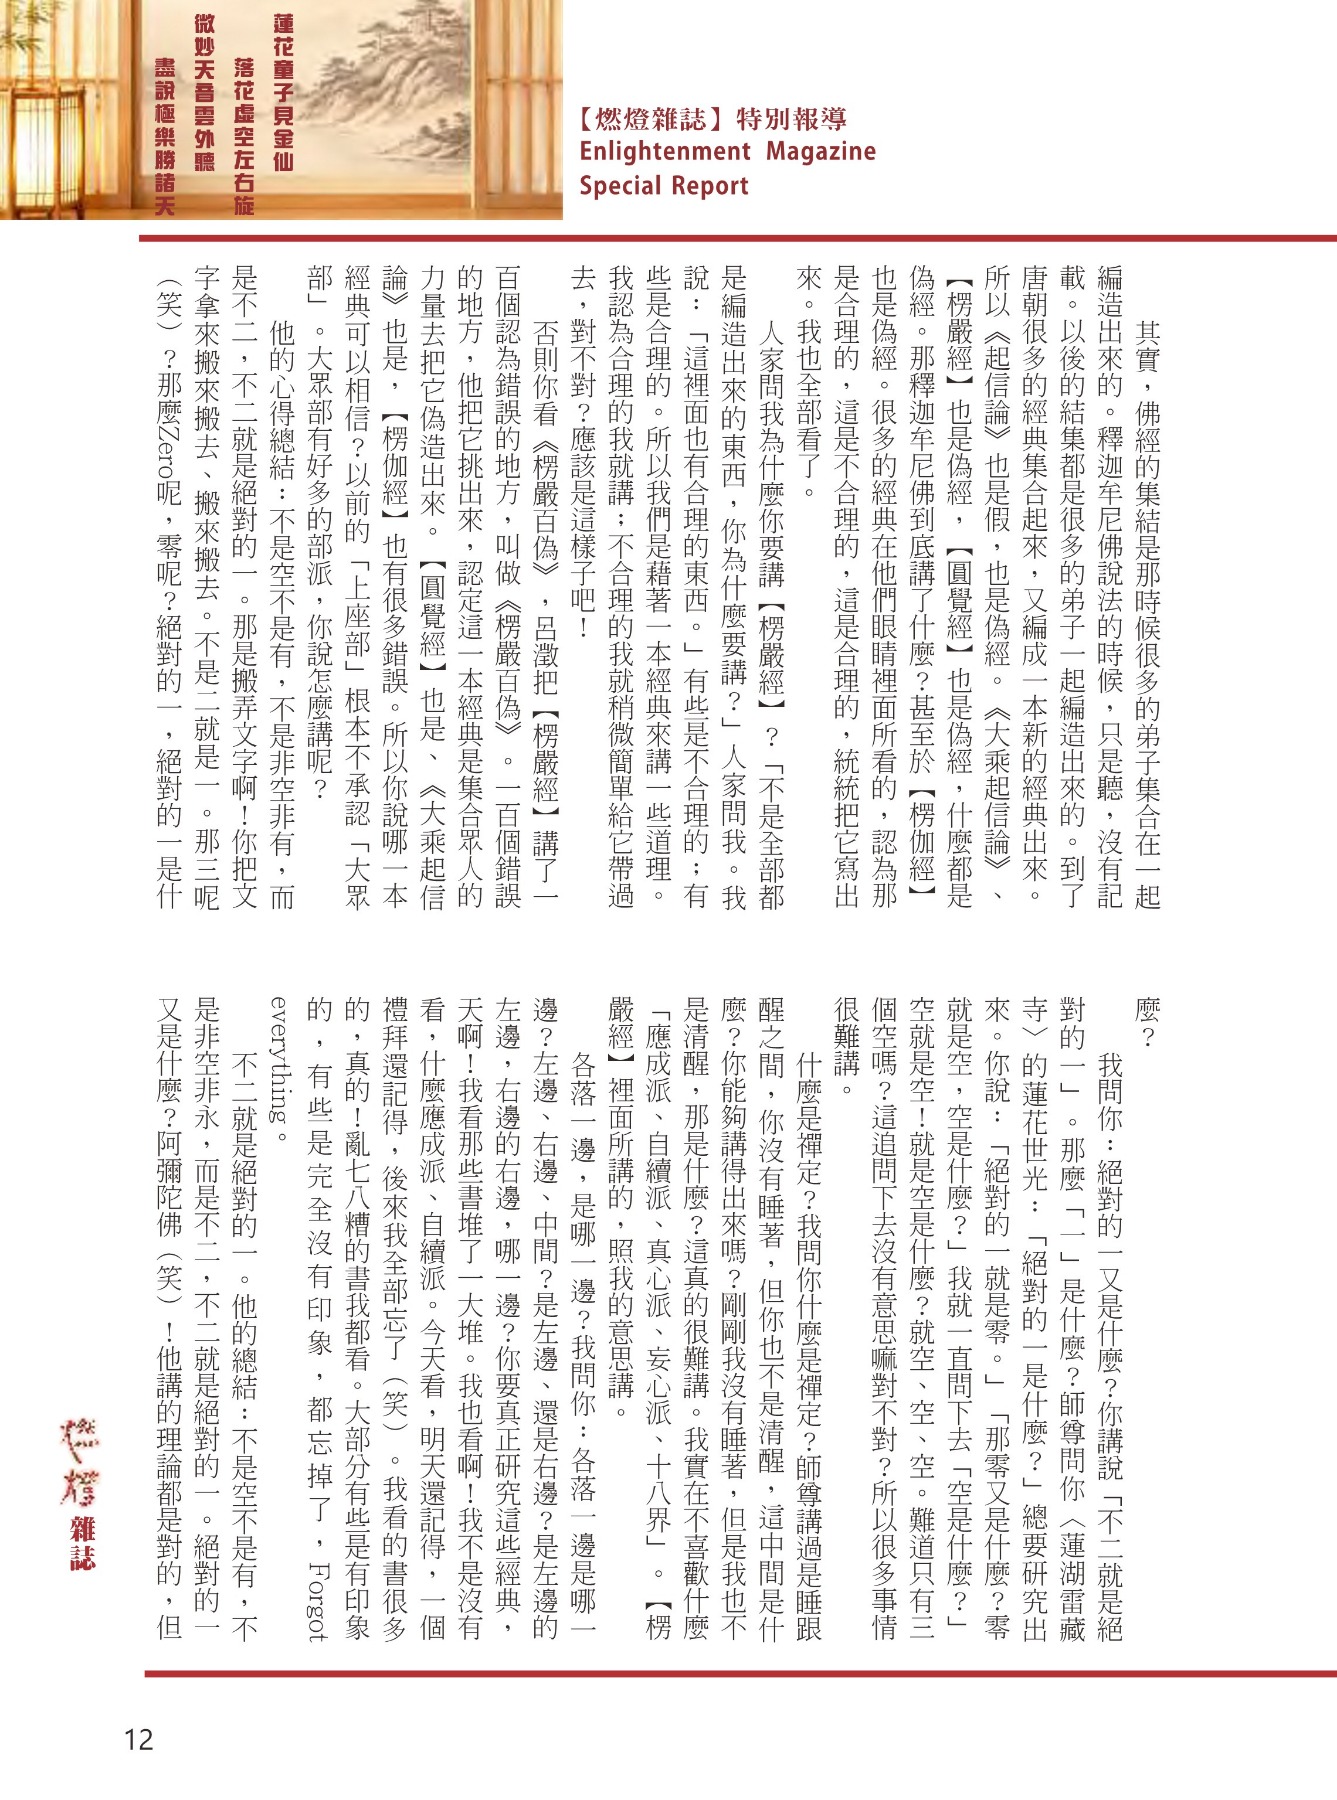 蓮花童子見金仙
落花虛空左右旋
微妙天音雲外聽
盡說極樂勝諸天
【燃燈雜誌】特別報導
Enlightenment Magazine
Special Report
其實，佛經的集結是那時候很多的弟子集合在一起
編造出來的。釋迦牟尼佛說法的時候，只是聽，沒有記
載。以後的結集都是很多的弟子一起編造出來的。到了
唐朝很多的經典集合起來，又編成一本新的經典出來。
所以《起信論》也是假，也是偽經。《大乘起信論》、
【楞嚴經】也是偽經，【圓覺經】也是偽經，什麼都是
偽經。那釋迦牟尼佛到底講了什麼？甚至於【楞伽經】
也是偽經。很多的經典在他們眼睛裡面所看的，認為那
是合理的，這是不合理的，這是合理的，統統把它寫出
來。我也全部看了。
人家問我為什麼你要講【楞嚴經】？「不是全部都
是編造出來的東西，你為什麼要講？」人家問我。我
說：「這裡面也有合理的東西。」有些是不合理的；有
些是合理的。所以我們是藉著一本經典來講一些道理。
我認為合理的我就講；不合理的我就稍微簡單給它帶過
去，對不對？應該是這樣子吧！
否則你看《楞嚴百偽》，呂澂把【楞嚴經】講了一
百個認為錯誤的地方，叫做《楞嚴百偽》。一百個錯誤
的地方，他把它挑出來，認定這一本經典是集合眾人的
力量去把它偽造出來。【圓覺經】也是、《大乘起信
論》也是，【楞伽經】也有很多錯誤。所以你說哪一本
經典可以相信？以前的「上座部」根本不承認「大眾
部」。大眾部有好多的部派，你說怎麼講呢？
他的心得總結：不是空不是有，不是非空非有，而
是不二，不二就是絕對的一。那是搬弄文字啊！你把文
字拿來搬來搬去、搬來搬去。不是二就是一。那三呢
（笑）？那麼Zero呢，零呢？絕對的一，絕對的一是什
麼？
我問你：絕對的一又是什麼？你講說「不二就是絕
對的一」。那麼「一」是什麼？師尊問你〈蓮湖雷藏
寺〉的蓮花世光：「絕對的一是什麼？」總要研究出
來。你說：「絕對的一就是零。」「那零又是什麼？零
就是空，空是什麼？」我就一直問下去「空是什麼？」
空就是空！就是空是什麼？就空、空、空。難道只有三
個空嗎？這追問下去沒有意思嘛對不對？所以很多事情
很難講。
什麼是禪定？我問你什麼是禪定？師尊講過是睡跟
醒之間，你沒有睡著，但你也不是清醒，這中間是什
麼？你能夠講得出來嗎？剛剛我沒有睡著，但是我也不
是清醒，那是什麼？這真的很難講。我實在不喜歡什麼
「應成派、自續派、真心派、妄心派、十八界」。【楞
嚴經】裡面所講的，照我的意思講。
各落一邊，是哪一邊？我問你：各落一邊是哪一
邊？左邊、右邊、中間？是左邊、還是右邊？是左邊的
左邊，右邊的右邊，哪一邊？你要真正研究這些經典，
天啊！我看那些書堆了一大堆。我也看啊！我不是沒有
看，什麼應成派、自續派。今天看，明天還記得，一個
禮拜還記得，後來我全部忘了（笑）。我看的書很多
的，真的！亂七八糟的書我都看。大部分有些是有印象
的，有些是完全沒有印象，都忘掉了，Forgot
everything。
不二就是絕對的一。他的總結：不是空不是有，不
是非空非永，而是不二，不二就是絕對的一。絕對的一
又是什麼？阿彌陀佛（笑）！他講的理論都是對的，但
燃燈雜誌
12